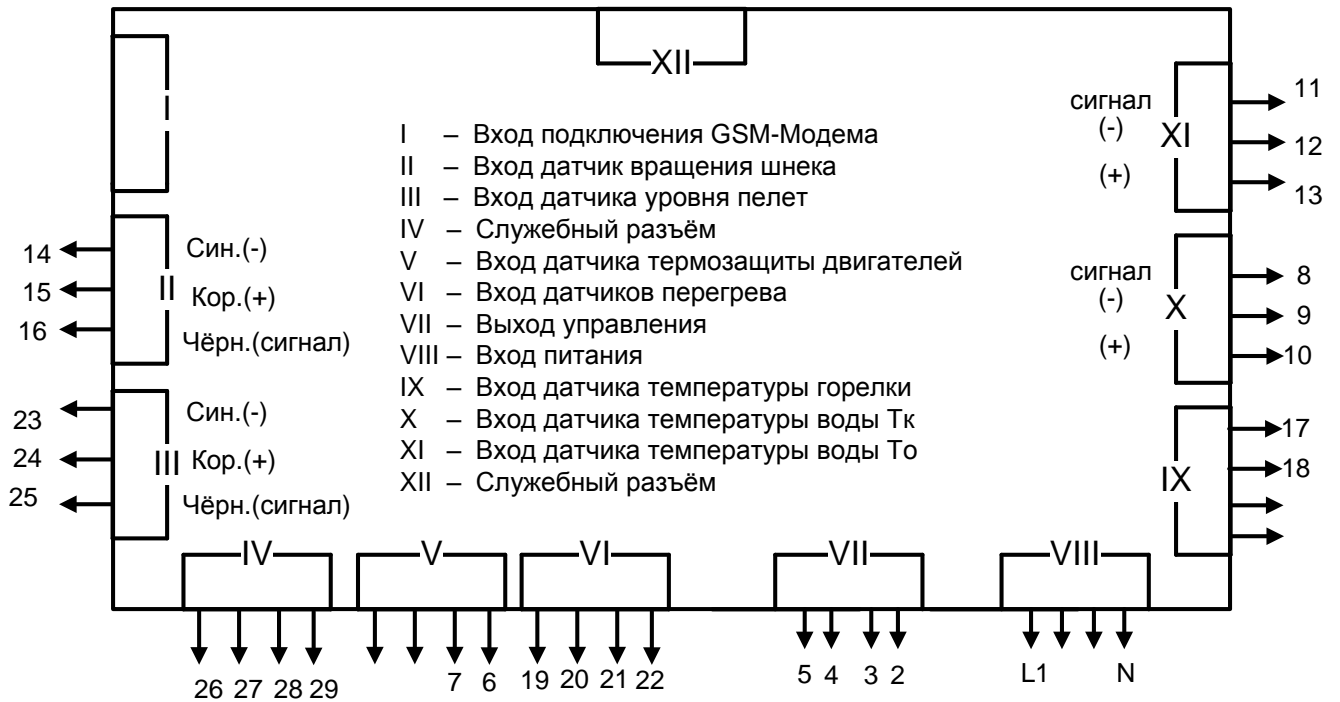 XII
I
II
III
IV
V
VI
VII
VIII
IX
X
XI
I – Вход подключения GSM-Модема
II – Вход датчик вращения шнека
III – Вход датчика уровня пелет
IV – Служебный разъём
V – Вход датчика термозащиты двигателей
VI – Вход датчиков перегрева
VII – Выход управления
VIII – Вход питания
IX – Вход датчика температуры горелки
X – Вход датчика температуры воды Тк
XI – Вход датчика температуры воды То
XII – Служебный разъём
14
15
16
Син.(-)
Кор.(+)
Чёрн.(сигнал)
23
24
25
Син.(-)
Кор.(+)
Чёрн.(сигнал)
сигнал
(-)
(+)
11
12
13
сигнал
(-)
(+)
8
9
10
17
18
26 27 28 29
7 6
19 20 21 22
5 4 3 2
L1 N